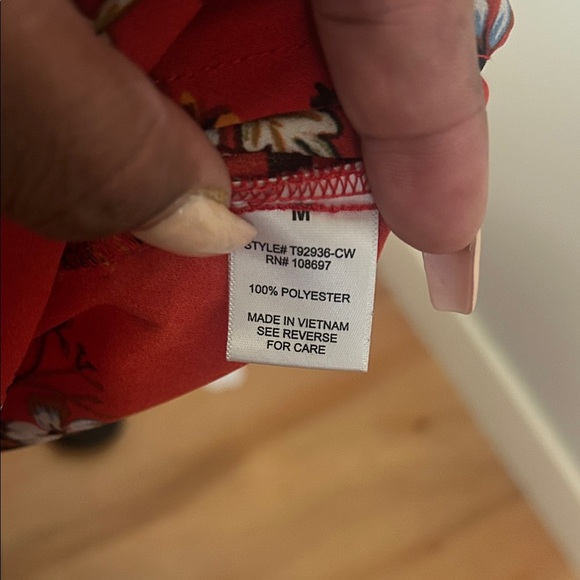 M
STYLE# T92936-CW
RN# 108697
100% POLYESTER
MADE IN VIETNAM
SEE REVERSE
FOR CARE